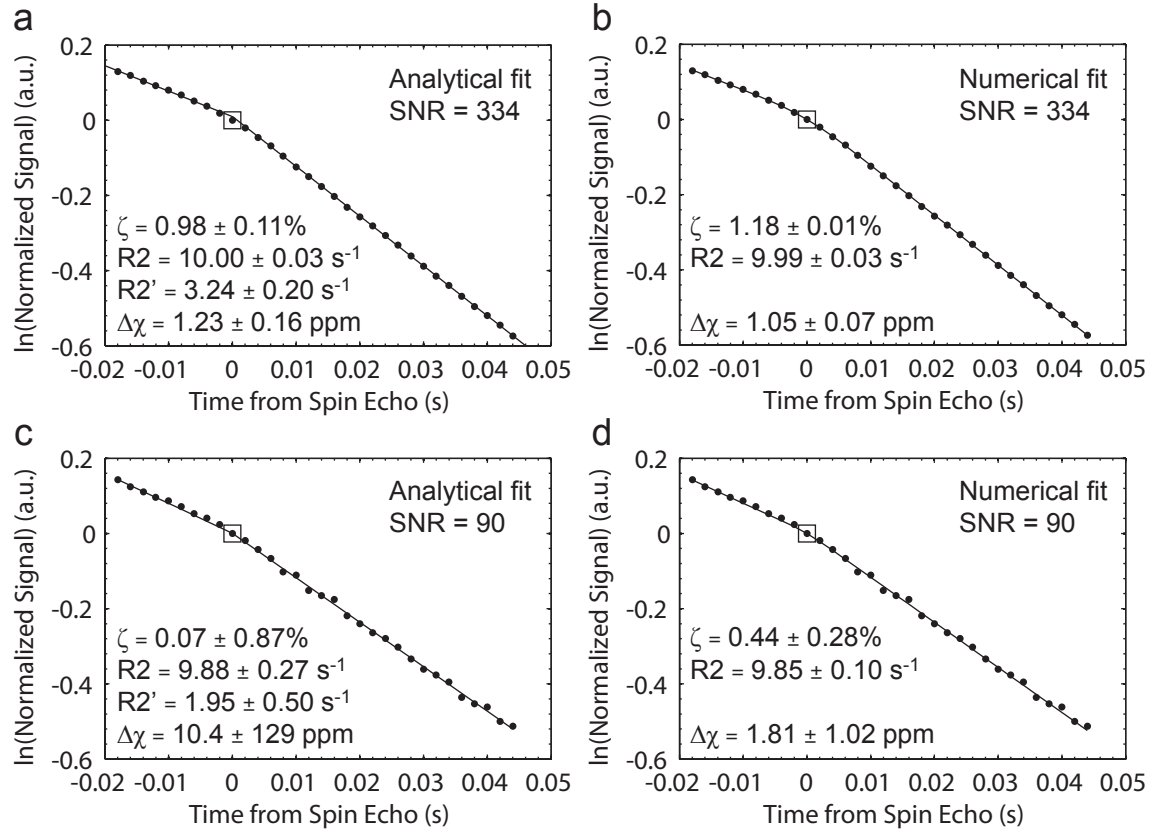 a
0.2
0
-0.2
-0.4
-0.6
ln(Normalized Signal) (a.u.)
Analytical fit
SNR = 334
ζ = 0.98 ± 0.11%
R2 = 10.00 ± 0.03 s⁻¹
R2' = 3.24 ± 0.20 s⁻¹
Δχ = 1.23 ± 0.16 ppm
-0.02 -0.01 0 0.01 0.02 0.03 0.04 0.05
Time from Spin Echo (s)
b
0.2
0
-0.2
-0.4
-0.6
ln(Normalized Signal) (a.u.)
Numerical fit
SNR = 334
ζ = 1.18 ± 0.01%
R2 = 9.99 ± 0.03 s⁻¹
Δχ = 1.05 ± 0.07 ppm
-0.02 -0.01 0 0.01 0.02 0.03 0.04 0.05
Time from Spin Echo (s)
c
0.2
0
-0.2
-0.4
-0.6
ln(Normalized Signal) (a.u.)
Analytical fit
SNR = 90
ζ = 0.07 ± 0.87%
R2 = 9.88 ± 0.27 s⁻¹
R2' = 1.95 ± 0.50 s⁻¹
Δχ = 10.4 ± 129 ppm
-0.02 -0.01 0 0.01 0.02 0.03 0.04 0.05
Time from Spin Echo (s)
d
0.2
0
-0.2
-0.4
-0.6
ln(Normalized Signal) (a.u.)
Numerical fit
SNR = 90
ζ = 0.44 ± 0.28%
R2 = 9.85 ± 0.10 s⁻¹
Δχ = 1.81 ± 1.02 ppm
-0.02 -0.01 0 0.01 0.02 0.03 0.04 0.05
Time from Spin Echo (s)